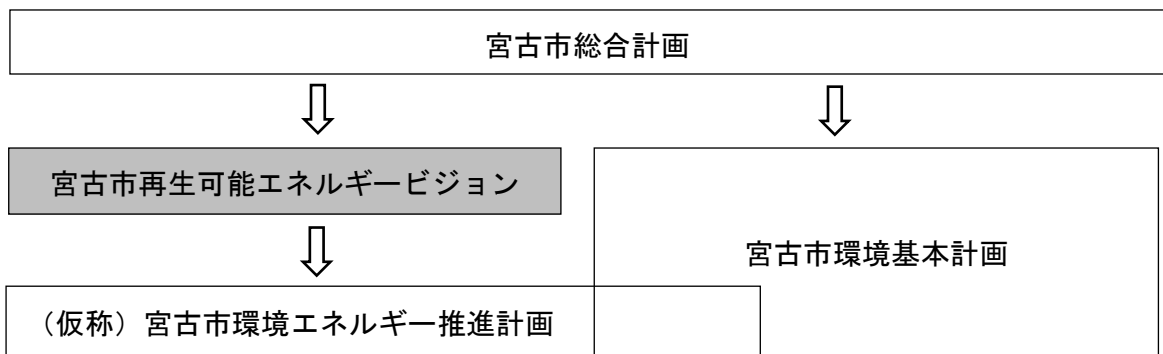 宮古市総合計画
宮古市再生可能エネルギービジョン
宮古市環境基本計画
（仮称）宮古市環境エネルギー推進計画